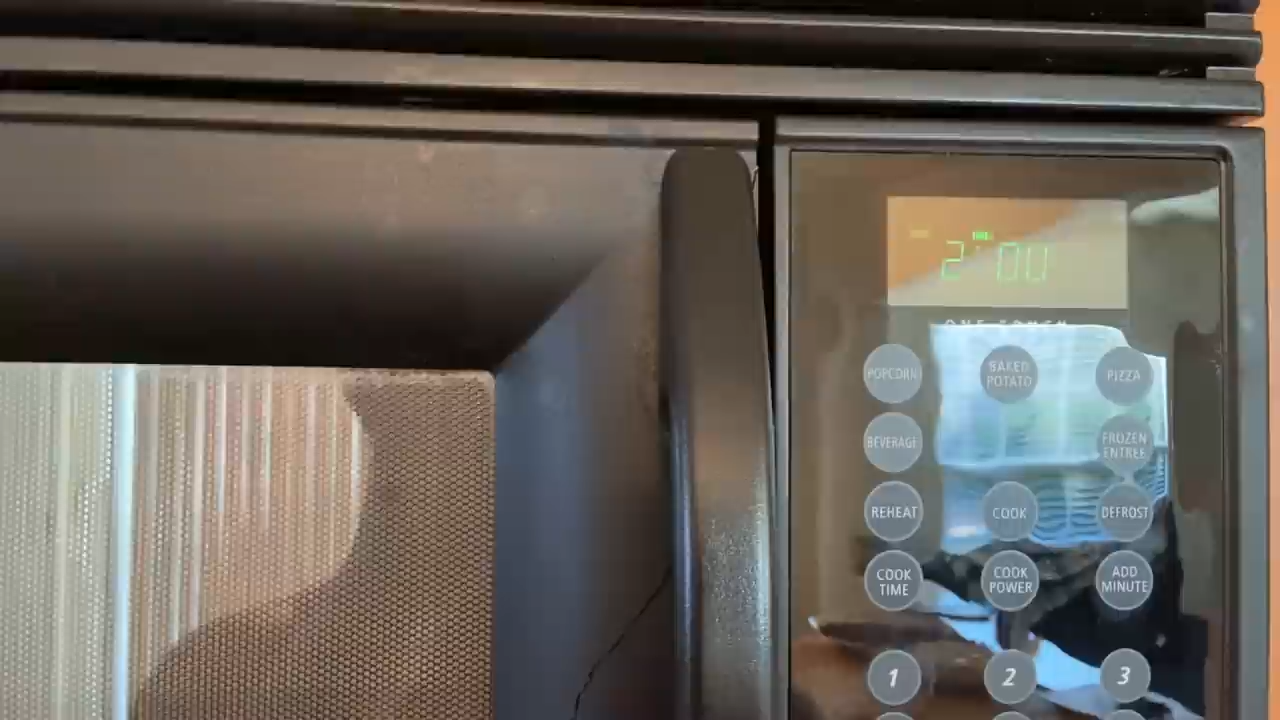 2:00
ONE TOUCH
POPCORN BAKED POTATO PIZZA
BEVERAGE FROZEN ENTREE
REHEAT COOK DEFROST
COOK TIME COOK POWER ADD MINUTE
1 2 3